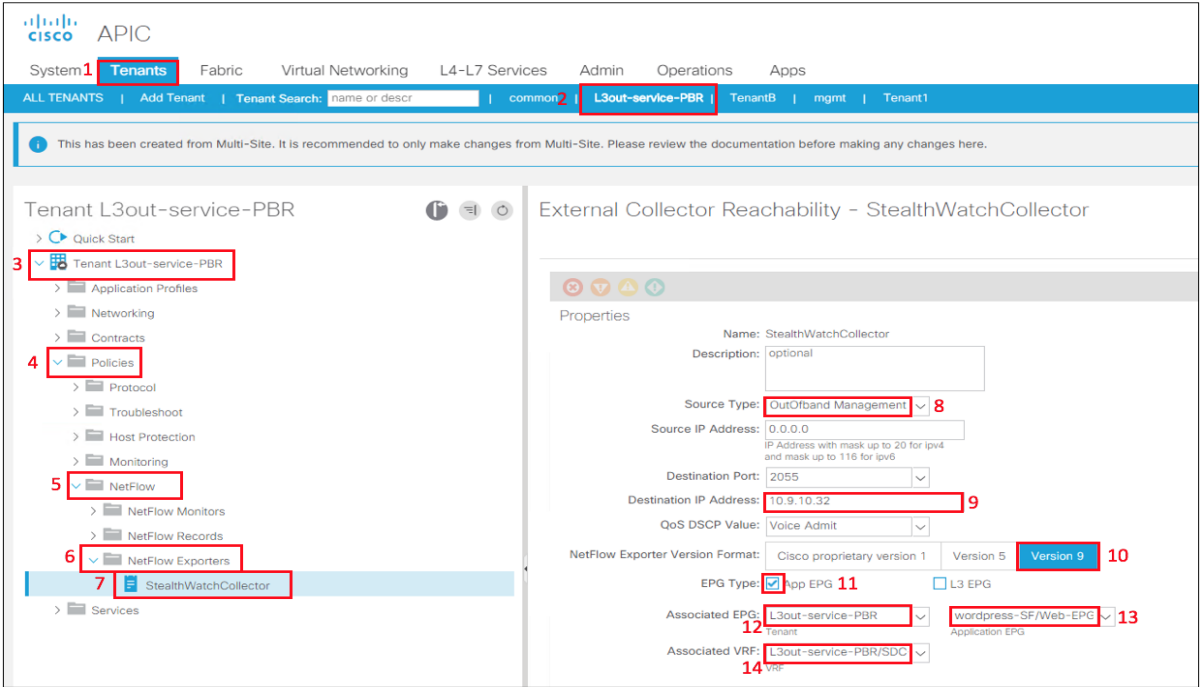 cisco APIC
System 1 Tenants Fabric Virtual Networking L4-L7 Services Admin Operations Apps
ALL TENANTS | Add Tenant | Tenant Search: name or descr | common 2 | L3out-service-PBR | TenantB | mgmt | Tenant1
This has been created from Multi-Site. It is recommended to only make changes from Multi-Site. Please review the documentation before making any changes here.
Tenant L3out-service-PBR
Quick Start
3 Tenant L3out-service-PBR
Application Profiles
Networking
Contracts
4 Policies
Protocol
Troubleshoot
Host Protection
Monitoring
5 NetFlow
NetFlow Monitors
NetFlow Records
6 NetFlow Exporters
7 StealthWatchCollector
Services
External Collector Reachability - StealthWatchCollector
Properties
Name: StealthWatchCollector
Description: optional
Source Type: OutOfband Management 8
Source IP Address: 0.0.0.0
IP Address with mask up to 20 for ipv4
and mask up to 116 for ipv6
Destination Port: 2055
Destination IP Address: 10.9.10.32 9
QoS DSCP Value: Voice Admit
NetFlow Exporter Version Format: Cisco proprietary version 1 Version 5 Version 9 10
EPG Type: App EPG 11 L3 EPG
Associated EPG: L3out-service-PBR wordpress-SF/Web-EPG 13
12 Tenant Application EPG
Associated VRF: L3out-service-PBR/SDC
14 VRF